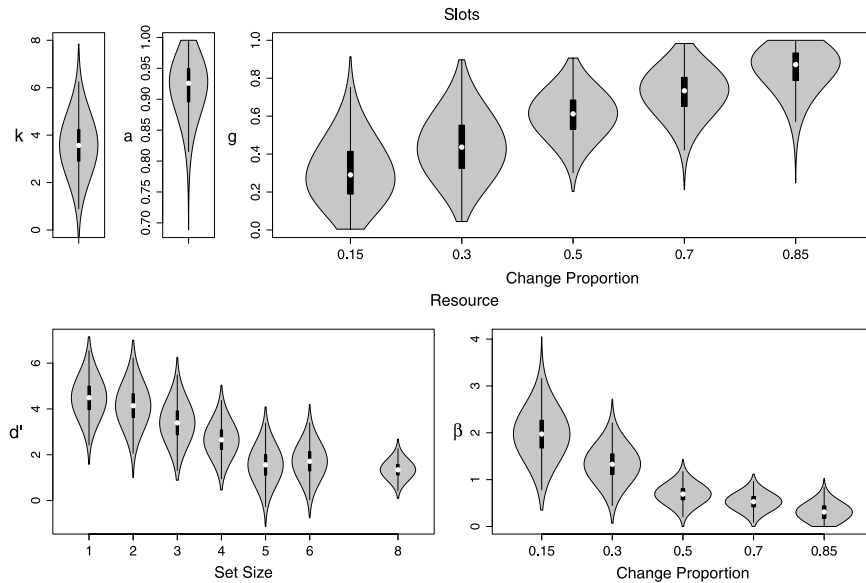 Slots
8
6
4
2
0
k
1.00
0.95
0.90
0.85
0.80
0.75
0.70
a
1.0
0.8
0.6
0.4
0.2
0.0
g
0.15 0.3 0.5 0.7 0.85
Change Proportion
Resource
6
4
2
0
d'
1 2 3 4 5 6 8
Set Size
4
3
2
1
0
β
0.15 0.3 0.5 0.7 0.85
Change Proportion